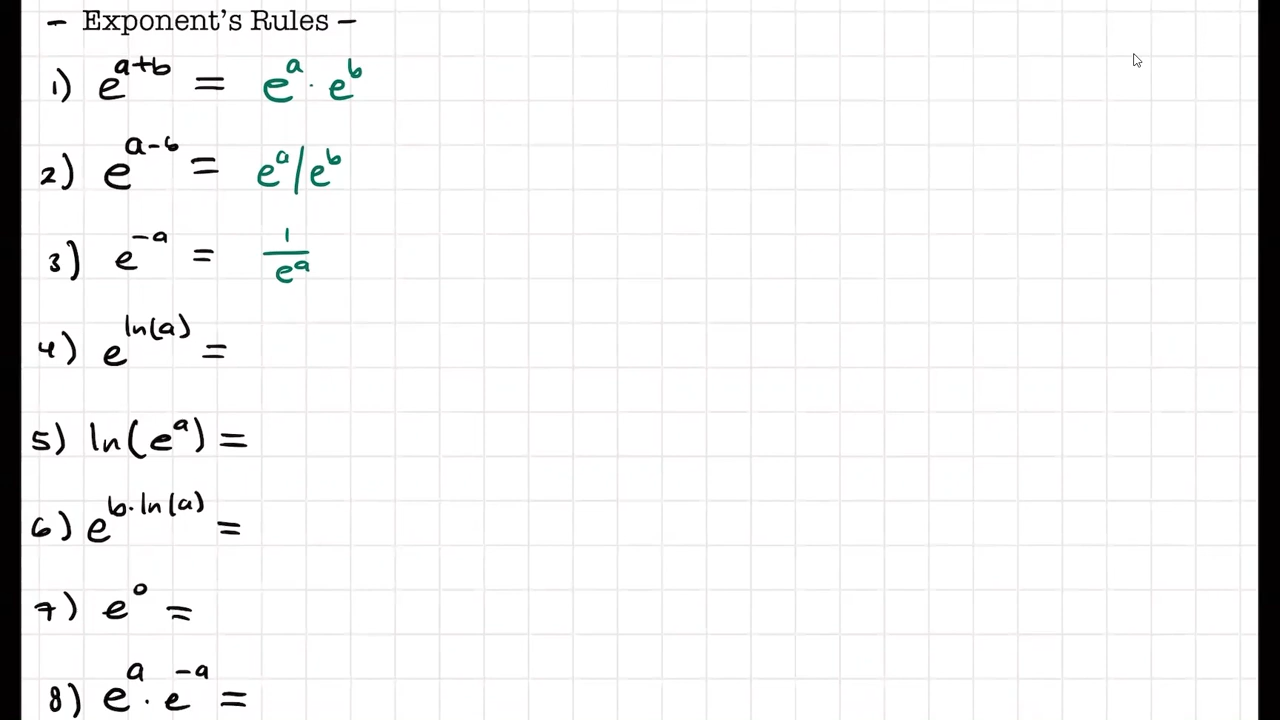 – Exponent's Rules –
1) e^{a+b} = e^a · e^b
2) e^{a-b} = e^a / e^b
3) e^{-a} = 1/e^a
4) e^{ln(a)} =
5) ln(e^a) =
6) e^{b·ln(a)} =
7) e^0 =
8) e^a · e^{-a} =